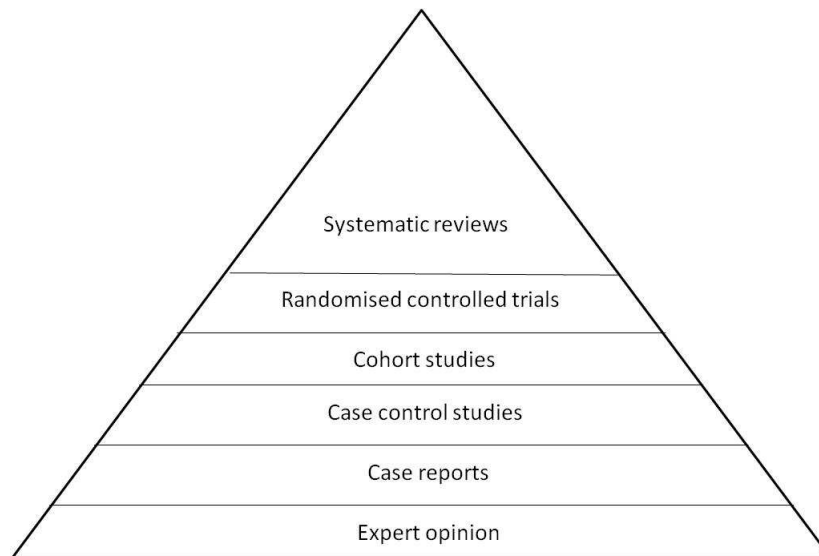 Systematic reviews
Randomised controlled trials
Cohort studies
Case control studies
Case reports
Expert opinion